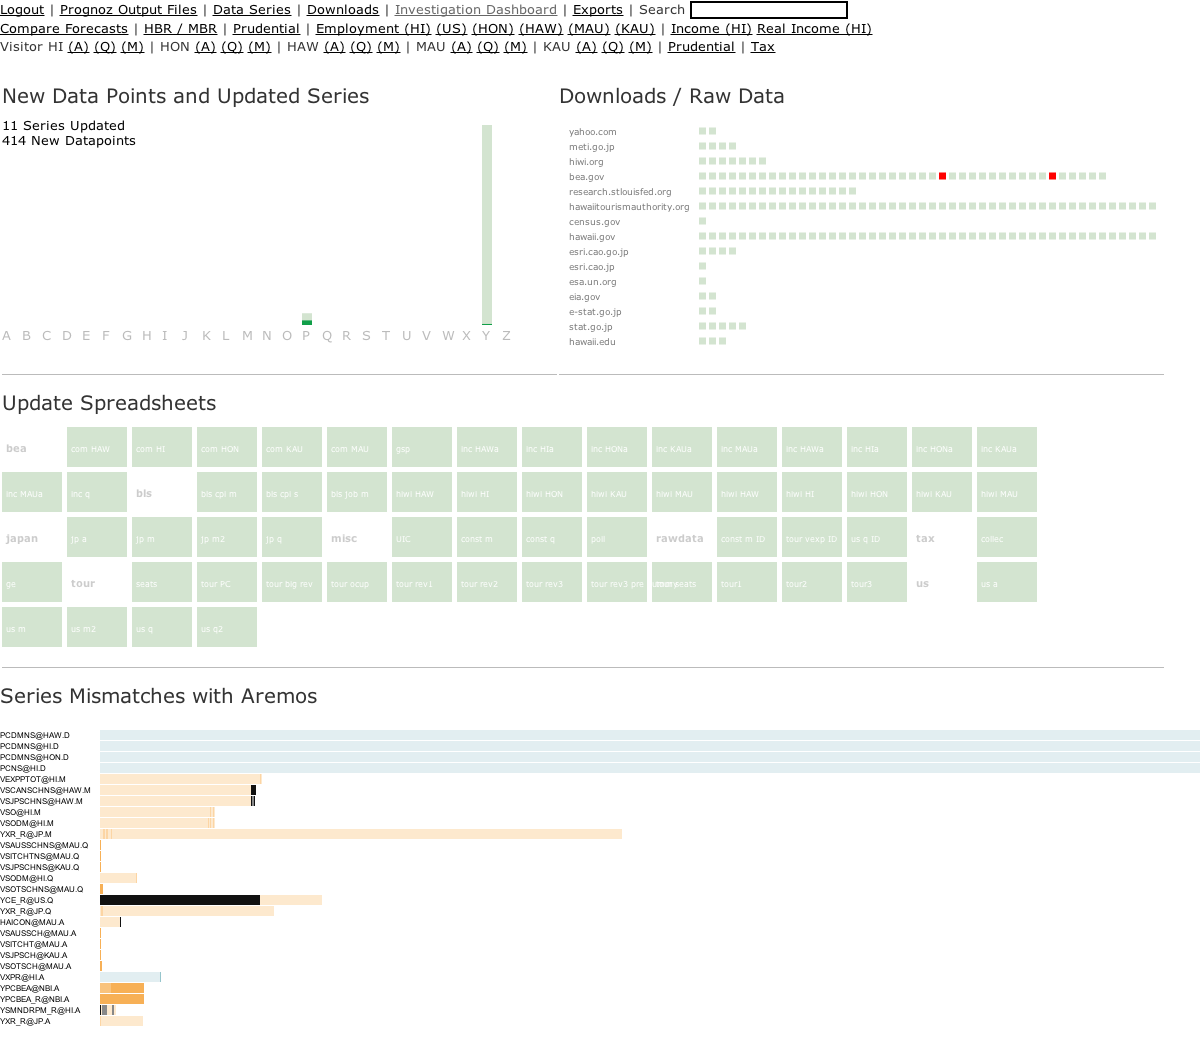 Logout | Prognoz Output Files | Data Series | Downloads | Investigation Dashboard | Exports | Search
Compare Forecasts | HBR / MBR | Prudential | Employment (HI) (US) (HON) (HAW) (MAU) (KAU) | Income (HI) Real Income (HI)
Visitor HI (A) (Q) (M) | HON (A) (Q) (M) | HAW (A) (Q) (M) | MAU (A) (Q) (M) | KAU (A) (Q) (M) | Prudential | Tax
New Data Points and Updated Series
11 Series Updated
414 New Datapoints
A B C D E F G H I J K L M N O P Q R S T U V W X Y Z
Downloads / Raw Data
yahoo.com
meti.go.jp
hiwi.org
bea.gov
research.stlouisfed.org
hawaiitourismauthority.org
census.gov
hawaii.gov
esri.cao.go.jp
esri.cao.jp
esa.un.org
eia.gov
e-stat.go.jp
stat.go.jp
hawaii.edu
Update Spreadsheets
bea com HAW com HI com HON com KAU com MAU gsp inc HAWa inc HIa inc HONa inc KAUa inc MAUa inc HAWa inc HIa inc HONa inc KAUa
inc MAUa inc q bls bls cpi m bls cpi s bls job m hiwi HAW hiwi HI hiwi HON hiwi KAU hiwi MAU hiwi HAW hiwi HI hiwi HON hiwi KAU hiwi MAU
japan jp a jp m jp m2 jp q misc UIC const m const q poli rawdata const m ID tour vexp ID us q ID tax collec
ge tour seats tour PC tour big rev tour ocup tour rev1 tour rev2 tour rev3 tour rev3 pre seats tour1 tour2 tour3 us us a
us m us m2 us q us q2
Series Mismatches with Aremos
PCDMNS@HAW.D
PCDMNS@HI.D
PCDMNS@HON.D
PCNS@HI.D
VEXPPTOT@HI.M
VSCANSCHNS@HAW.M
VSJPSCHNS@HAW.M
VSO@HI.M
VSODM@HI.M
YXR_R@JP.M
VSAUSSCHNS@MAU.Q
VSITCHTNS@MAU.Q
VSJPSCHNS@KAU.Q
VSODM@HI.Q
VSOTSCHNS@MAU.Q
YCE_R@US.Q
YXR_R@JP.Q
HAICON@MAU.A
VSAUSSCH@MAU.A
VSITCHT@MAU.A
VSJPSCH@KAU.A
VSOTSCH@MAU.A
VXPR@HI.A
YPCBEA@NBI.A
YPCBEA_R@NBI.A
YSMNDRPM_R@HI.A
YXR_R@JP.A